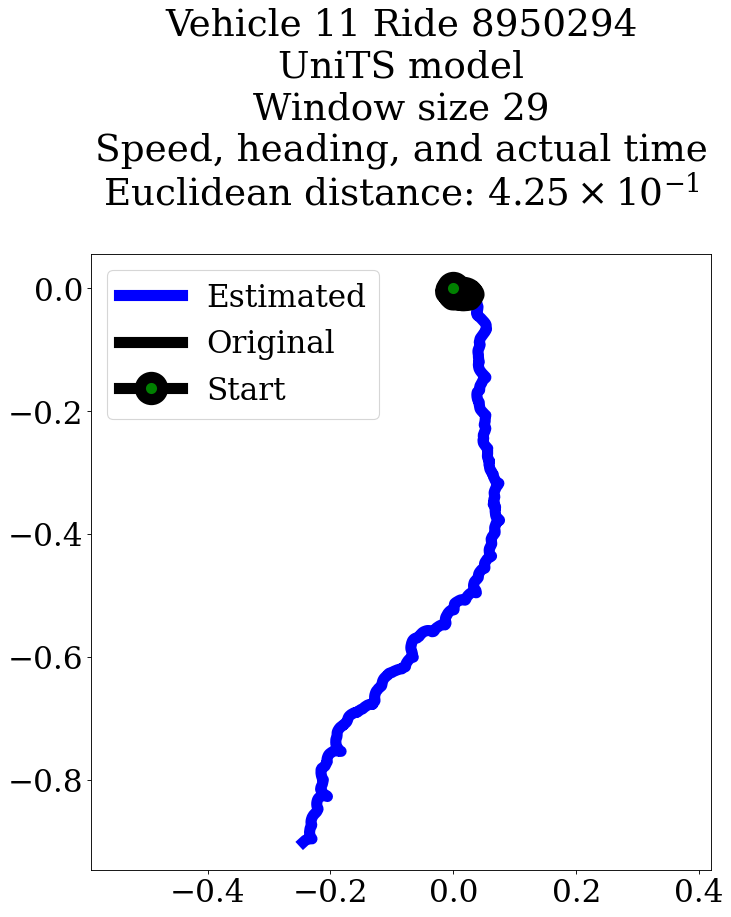 Vehicle 11 Ride 8950294
UniTS model
Window size 29
Speed, heading, and actual time
Euclidean distance: 4.25 × 10⁻¹
Estimated
Original
Start
0.0
−0.2
−0.4
−0.6
−0.8
−0.4 −0.2 0.0 0.2 0.4